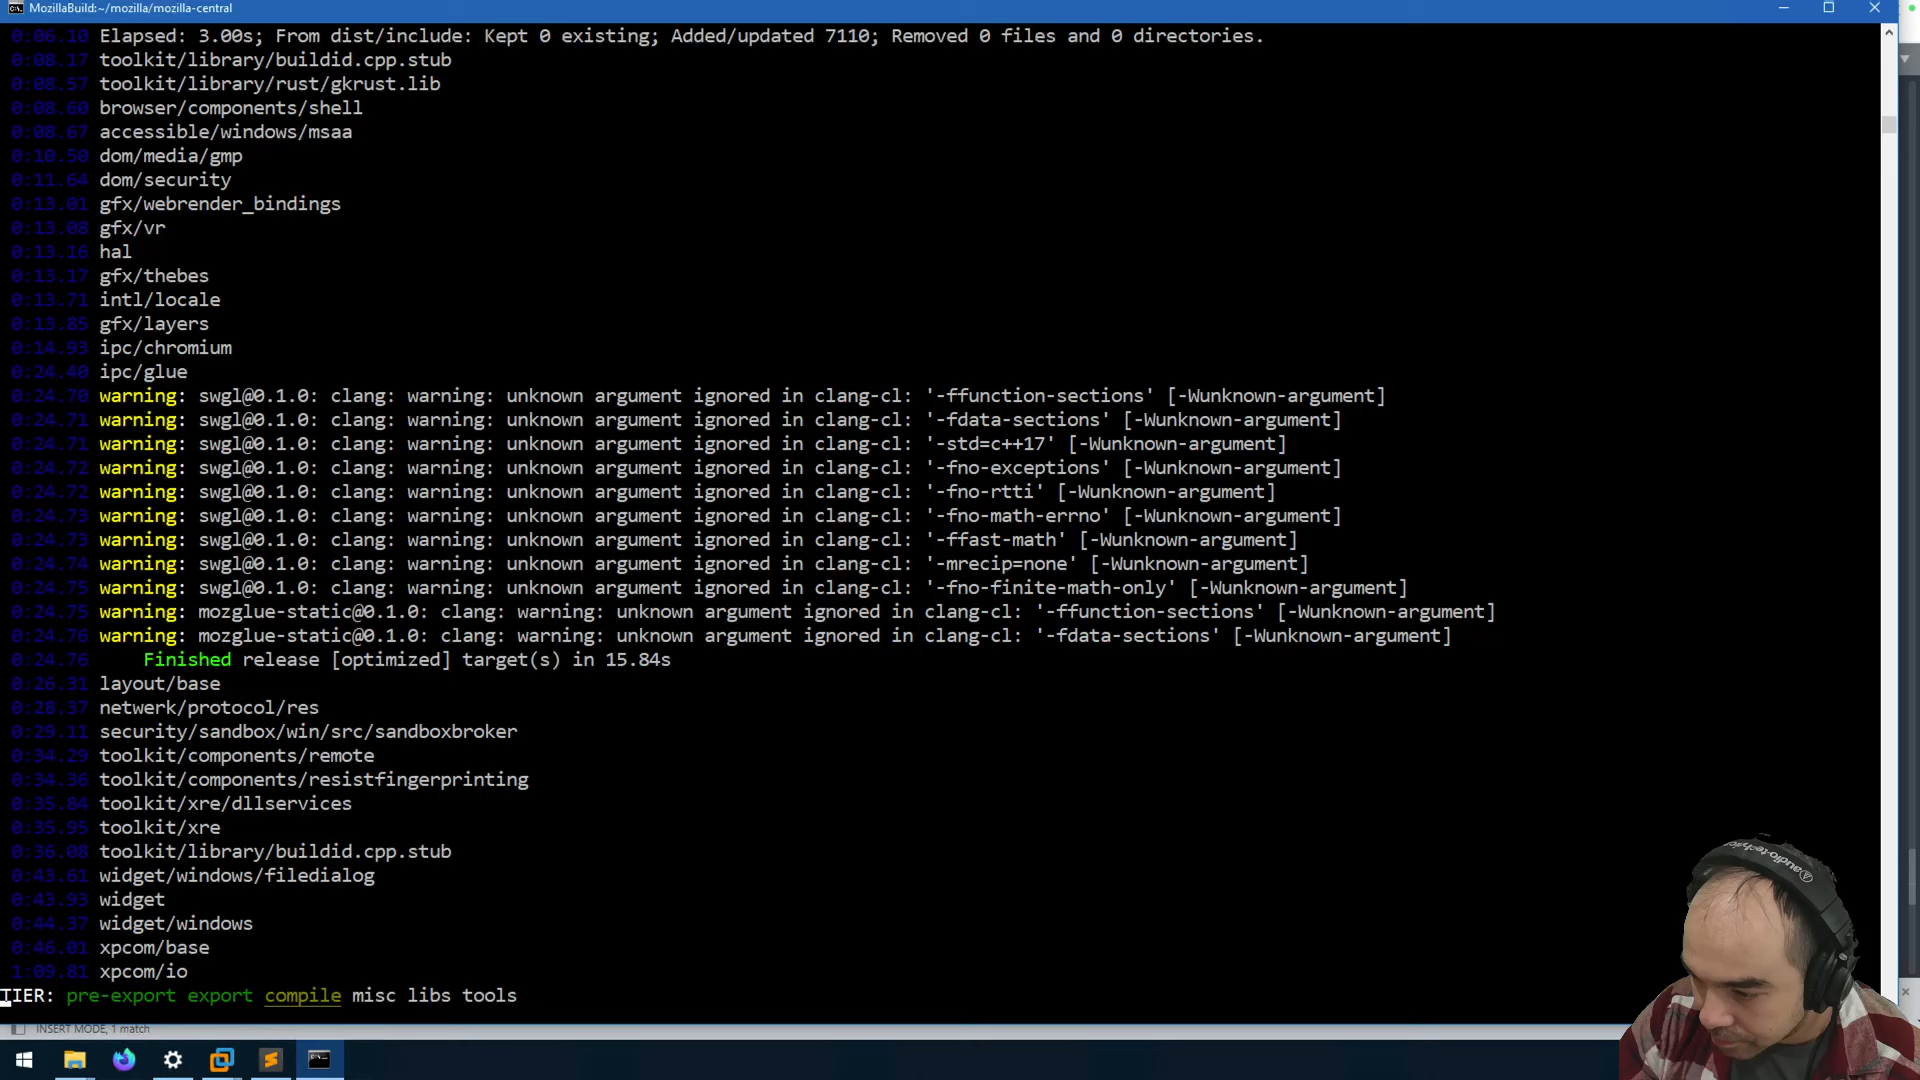 MozillaBuild:~/mozilla/mozilla-central
0:06.10 Elapsed: 3.00s; From dist/include: Kept 0 existing; Added/updated 7110; Removed 0 files and 0 directories.
0:08.17 toolkit/library/buildid.cpp.stub
0:08.57 toolkit/library/rust/gkrust.lib
0:08.60 browser/components/shell
0:08.67 accessible/windows/msaa
0:10.50 dom/media/gmp
0:11.64 dom/security
0:13.01 gfx/webrender_bindings
0:13.08 gfx/vr
0:13.16 hal
0:13.17 gfx/thebes
0:13.71 intl/locale
0:13.85 gfx/layers
0:14.93 ipc/chromium
0:24.40 ipc/glue
0:24.70 warning: swgl@0.1.0: clang: warning: unknown argument ignored in clang-cl: '-ffunction-sections' [-Wunknown-argument]
0:24.71 warning: swgl@0.1.0: clang: warning: unknown argument ignored in clang-cl: '-fdata-sections' [-Wunknown-argument]
0:24.71 warning: swgl@0.1.0: clang: warning: unknown argument ignored in clang-cl: '-std=c++17' [-Wunknown-argument]
0:24.72 warning: swgl@0.1.0: clang: warning: unknown argument ignored in clang-cl: '-fno-exceptions' [-Wunknown-argument]
0:24.72 warning: swgl@0.1.0: clang: warning: unknown argument ignored in clang-cl: '-fno-rtti' [-Wunknown-argument]
0:24.73 warning: swgl@0.1.0: clang: warning: unknown argument ignored in clang-cl: '-fno-math-errno' [-Wunknown-argument]
0:24.73 warning: swgl@0.1.0: clang: warning: unknown argument ignored in clang-cl: '-ffast-math' [-Wunknown-argument]
0:24.74 warning: swgl@0.1.0: clang: warning: unknown argument ignored in clang-cl: '-mrecip=none' [-Wunknown-argument]
0:24.75 warning: swgl@0.1.0: clang: warning: unknown argument ignored in clang-cl: '-fno-finite-math-only' [-Wunknown-argument]
0:24.75 warning: mozglue-static@0.1.0: clang: warning: unknown argument ignored in clang-cl: '-ffunction-sections' [-Wunknown-argument]
0:24.76 warning: mozglue-static@0.1.0: clang: warning: unknown argument ignored in clang-cl: '-fdata-sections' [-Wunknown-argument]
0:24.76 Finished release [optimized] target(s) in 15.84s
0:26.31 layout/base
0:28.37 netwerk/protocol/res
0:29.11 security/sandbox/win/src/sandboxbroker
0:34.29 toolkit/components/remote
0:34.36 toolkit/components/resistfingerprinting
0:35.84 toolkit/xre/dllservices
0:35.95 toolkit/xre
0:36.08 toolkit/library/buildid.cpp.stub
0:43.61 widget/windows/filedialog
0:43.93 widget
0:44.37 widget/windows
0:46.01 xpcom/base
1:09.81 xpcom/io
TIER: pre-export export compile misc libs tools
INSERT MODE, 1 match
audio-technica